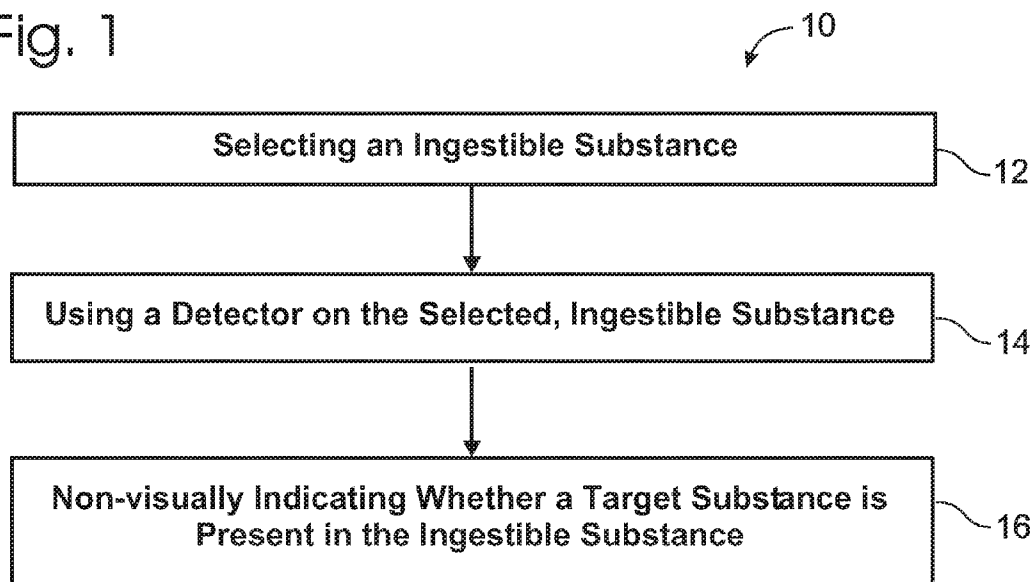 Fig. 1
10
Selecting an Ingestible Substance
12
Using a Detector on the Selected, Ingestible Substance
14
Non-visually Indicating Whether a Target Substance is
Present in the Ingestible Substance
16